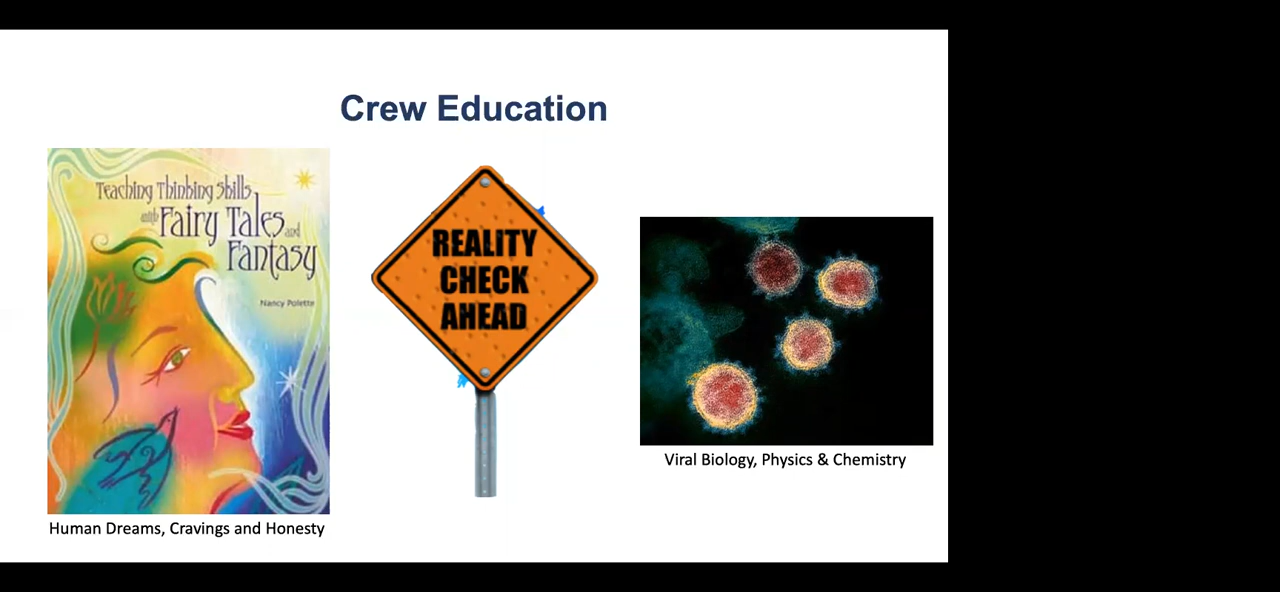 Crew Education
Teaching Thinking Skills
with Fairy Tales and
Fantasy
Nancy Polette
Human Dreams, Cravings and Honesty
REALITY
CHECK
AHEAD
Viral Biology, Physics & Chemistry